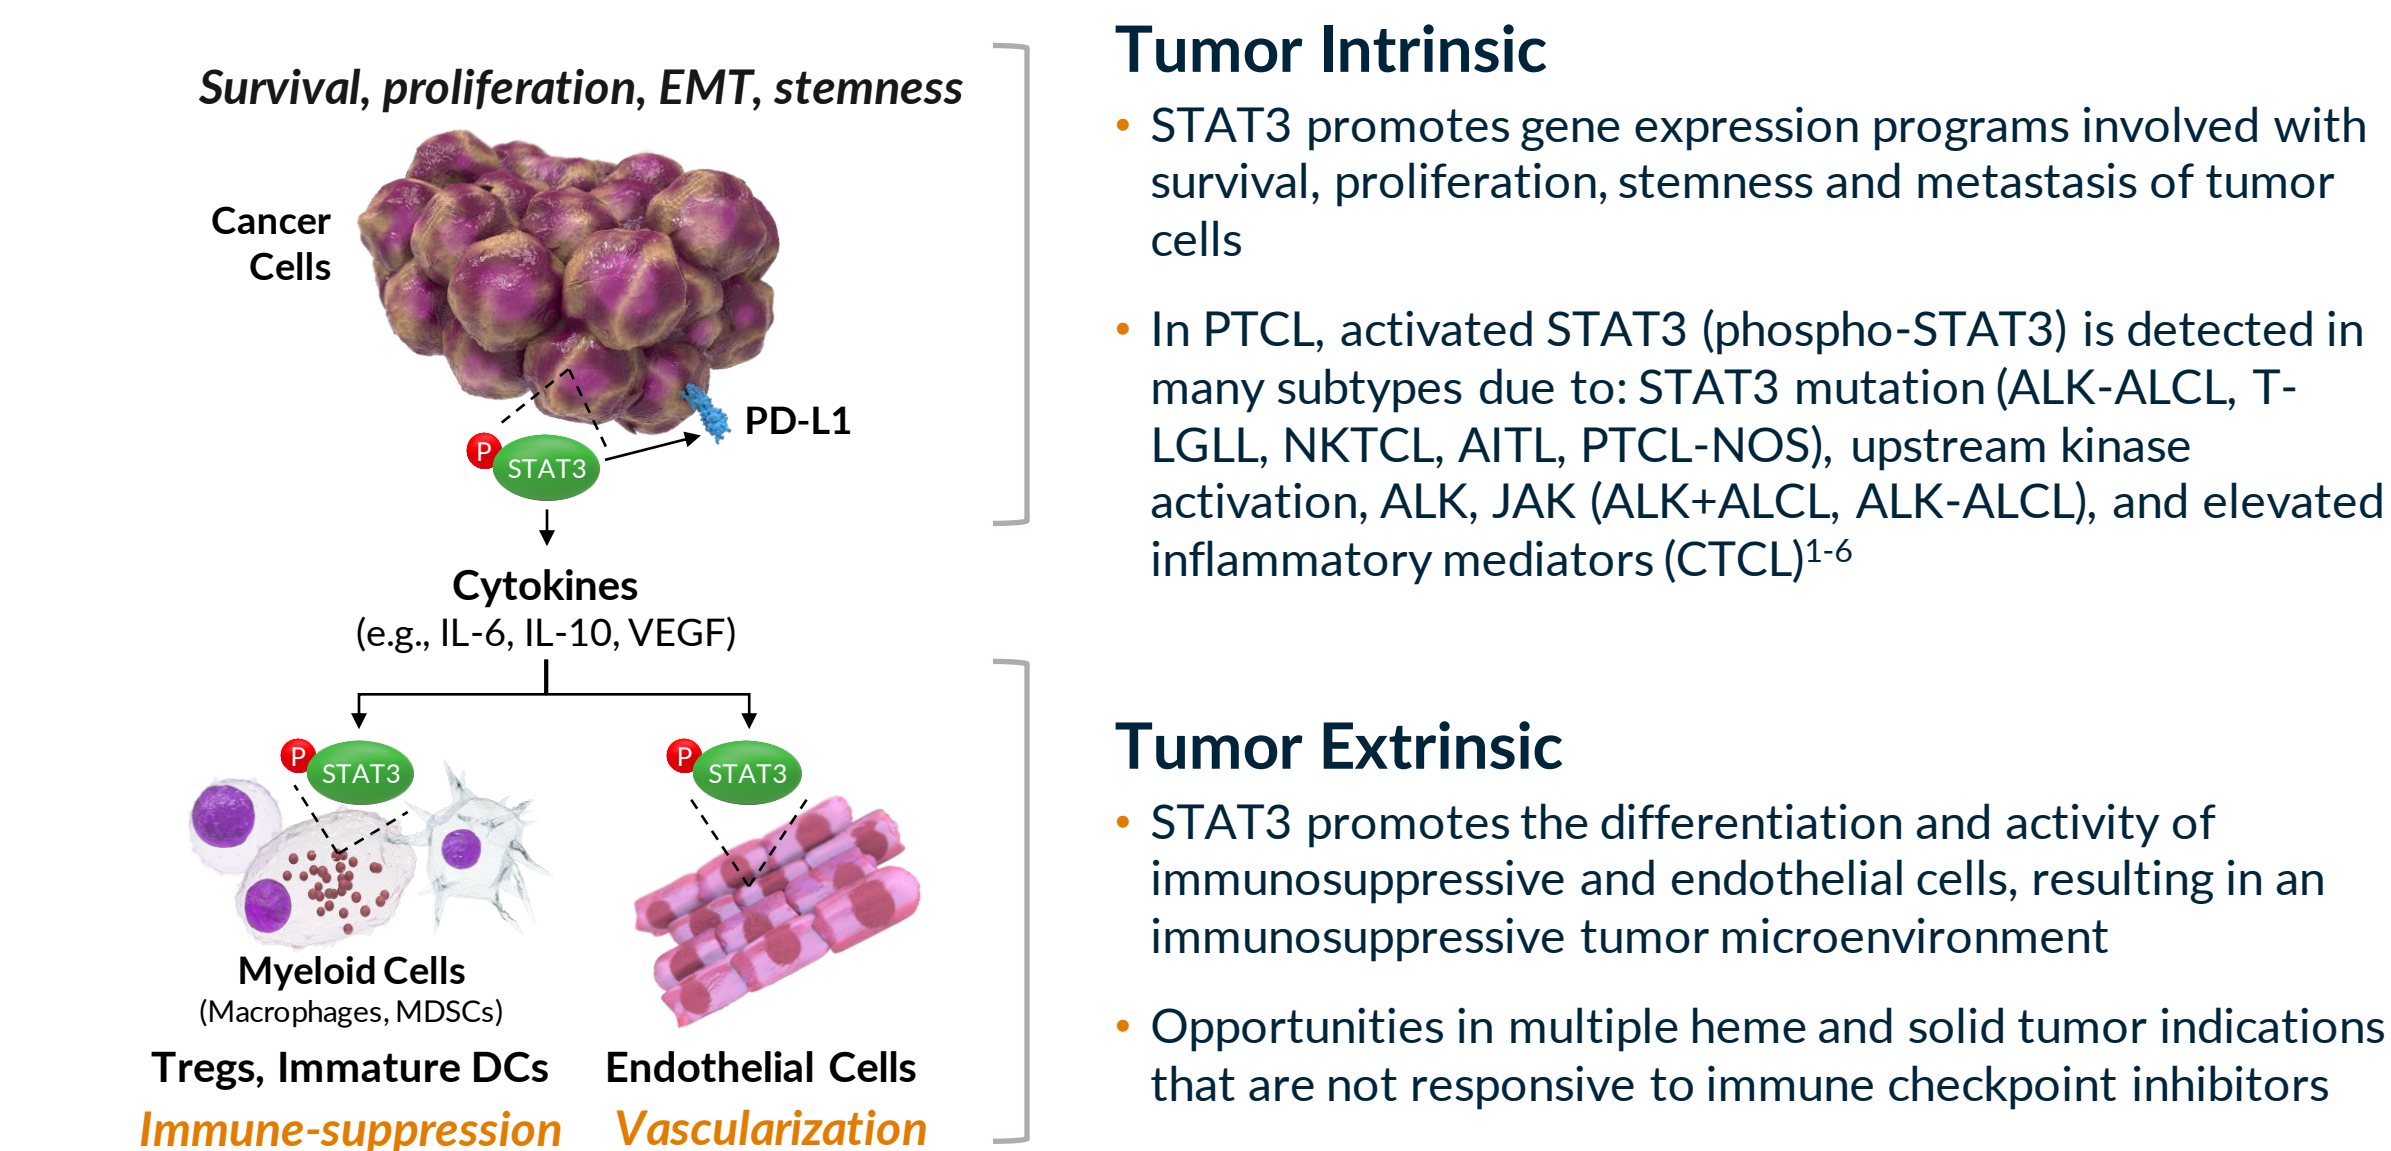 Survival, proliferation, EMT, stemness
Cancer
Cells
PD-L1
P
STAT3
Cytokines
(e.g., IL-6, IL-10, VEGF)
P
STAT3
P
STAT3
Myeloid Cells
(Macrophages, MDSCs)
Tregs, Immature DCs
Immune-suppression
Endothelial Cells
Vascularization
Tumor Intrinsic
• STAT3 promotes gene expression programs involved with
survival, proliferation, stemness and metastasis of tumor
cells
• In PTCL, activated STAT3 (phospho-STAT3) is detected in
many subtypes due to: STAT3 mutation (ALK-ALCL, T-
LGLL, NKTCL, AITL, PTCL-NOS), upstream kinase
activation, ALK, JAK (ALK+ALCL, ALK-ALCL), and elevated
inflammatory mediators (CTCL)1-6
Tumor Extrinsic
• STAT3 promotes the differentiation and activity of
immunosuppressive and endothelial cells, resulting in an
immunosuppressive tumor microenvironment
• Opportunities in multiple heme and solid tumor indications
that are not responsive to immune checkpoint inhibitors